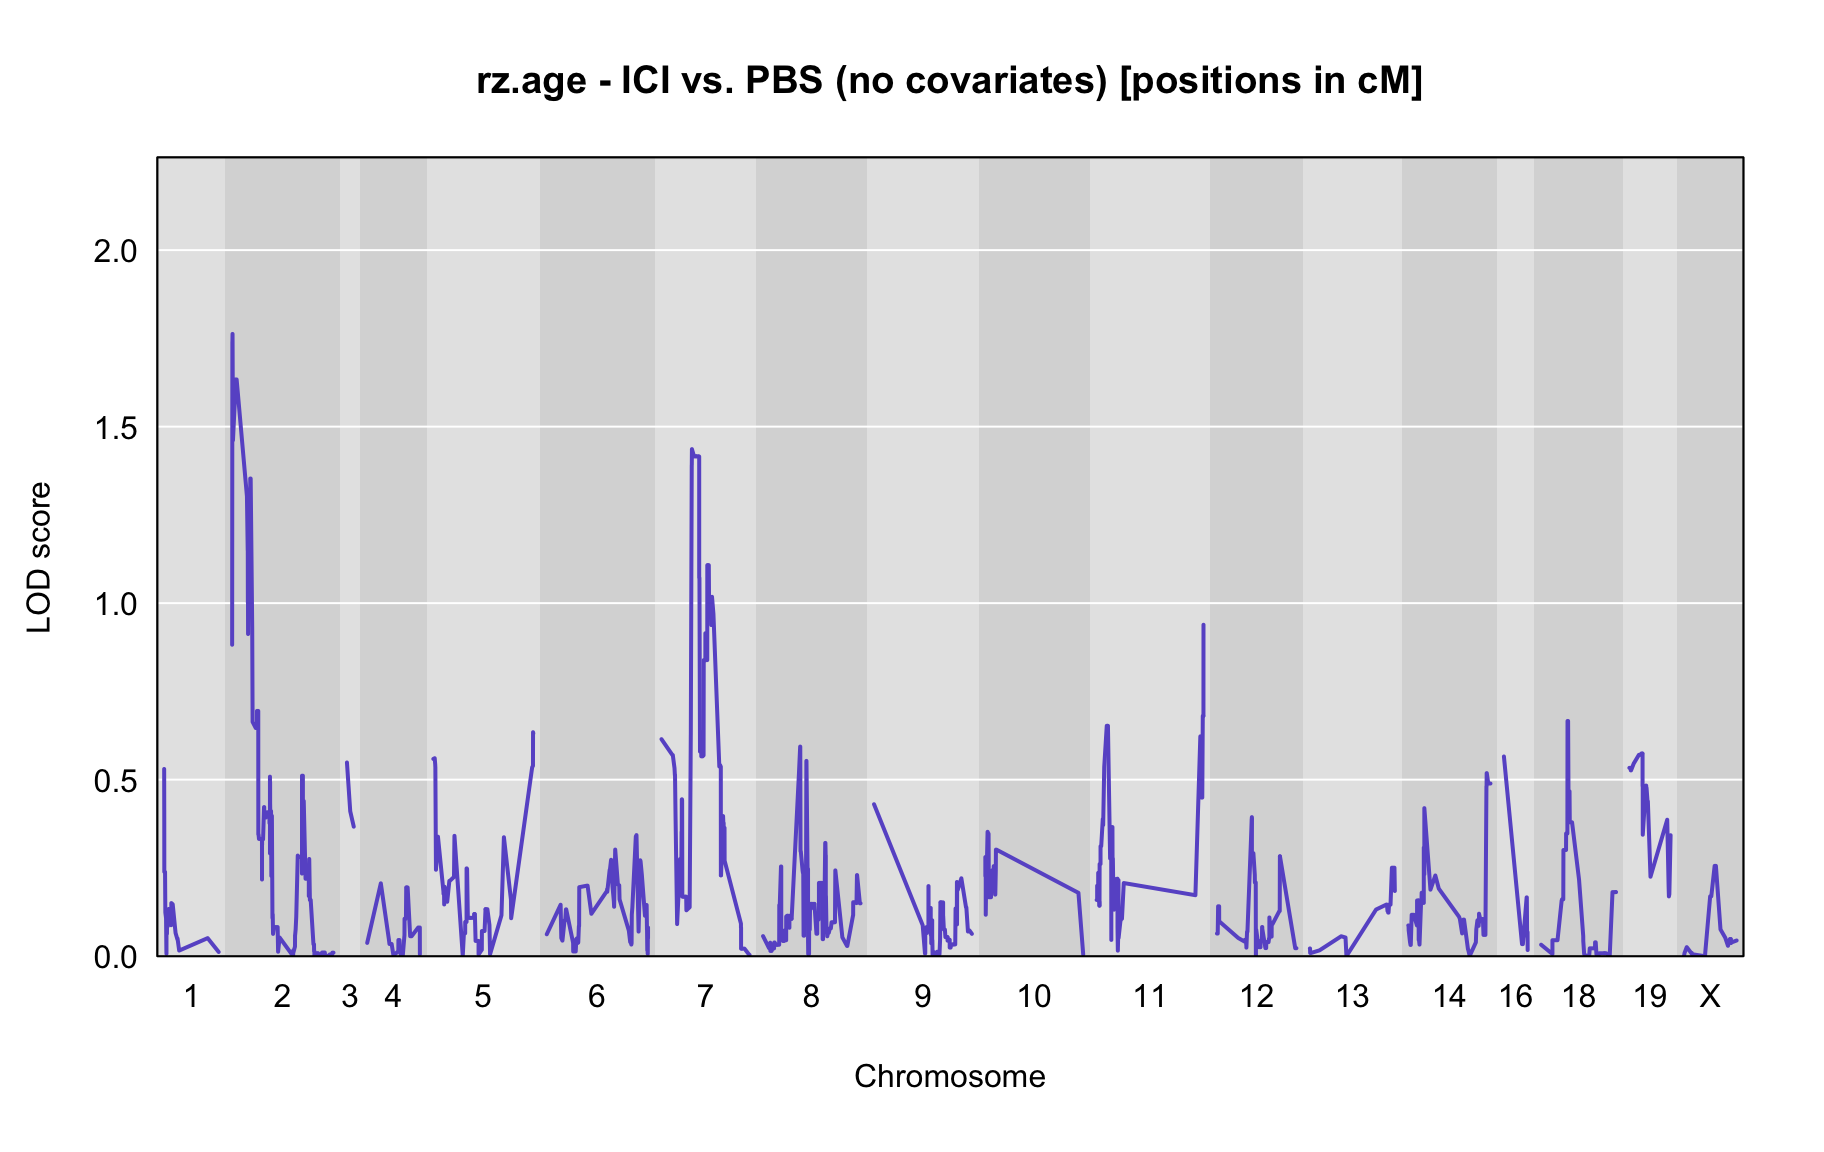 rz.age - ICI vs. PBS (no covariates) [positions in cM]
LOD score
2.0
1.5
1.0
0.5
0.0
1 2 3 4 5 6 7 8 9 10 11 12 13 14 16 18 19 X
Chromosome